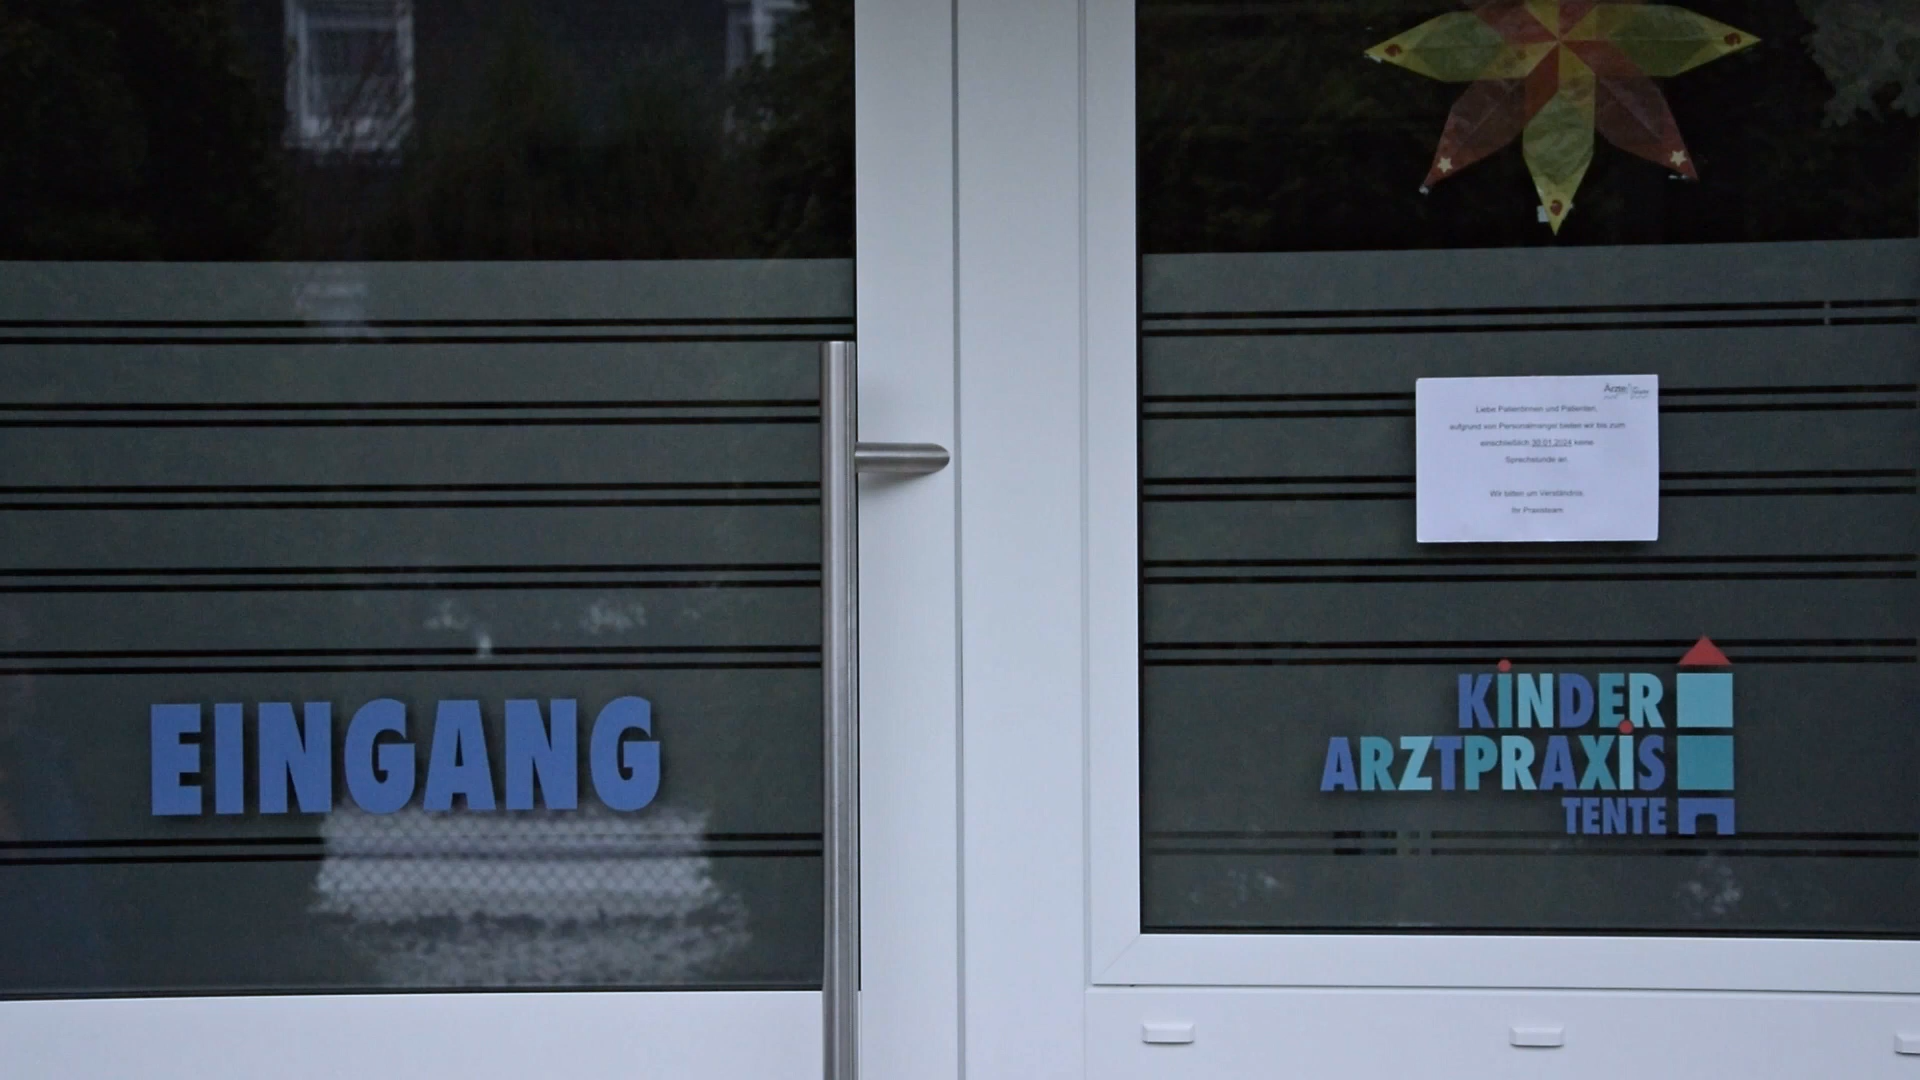 EINGANG
Ärzte
Liebe Patientinnen und Patienten,
aufgrund von Personalmangel bieten wir bis zum
einschließlich 30.01.2024 keine
Sprechstunde an.
Wir bitten um Verständnis,
Ihr Praxisteam
KINDER
ARZTPRAXIS
TENTE